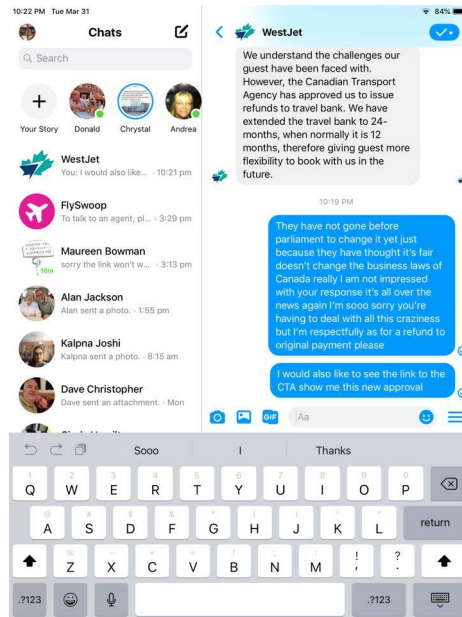 10:22 PM Tue Mar 31
84%
Chats
Search
Your Story
Donald
Chrystal
Andrea
WestJet
You: I would also like... · 10:21 pm
FlySwoop
To talk to an agent, pl... · 3:29 pm
10m
Maureen Bowman
sorry the link won't w... · 3:13 pm
Alan Jackson
Alan sent a photo. · 1:55 pm
Kalpna Joshi
Kalpna sent a photo. · 8:15 am
Dave Christopher
Dave sent an attachment. · Mon
WestJet
We understand the challenges our
guest have been faced with.
However, the Canadian Transport
Agency has approved us to issue
refunds to travel bank. We have
extended the travel bank to 24-
months, when normally it is 12
months, therefore giving guest more
flexibility to book with us in the
future.
10:19 PM
They have not gone before
parliament to change it yet just
because they have thought it's fair
doesn't change the business laws of
Canada really I am not impressed
with your response it's all over the
news again I'm sooo sorry you're
having to deal with all this craziness
but I'm respectfully as for a refund to
original payment please
I would also like to see the link to the
CTA show me this new approval
GIF
Aa
Sooo
I
Thanks
1 2 3 4 5 6 7 8 9 0
Q W E R T Y U I O P
@ # $ & * ( ) ' "
A S D F G H J K L return
% - + = / ; :
Z X C V B N M ! , ? .
.?123 .?123